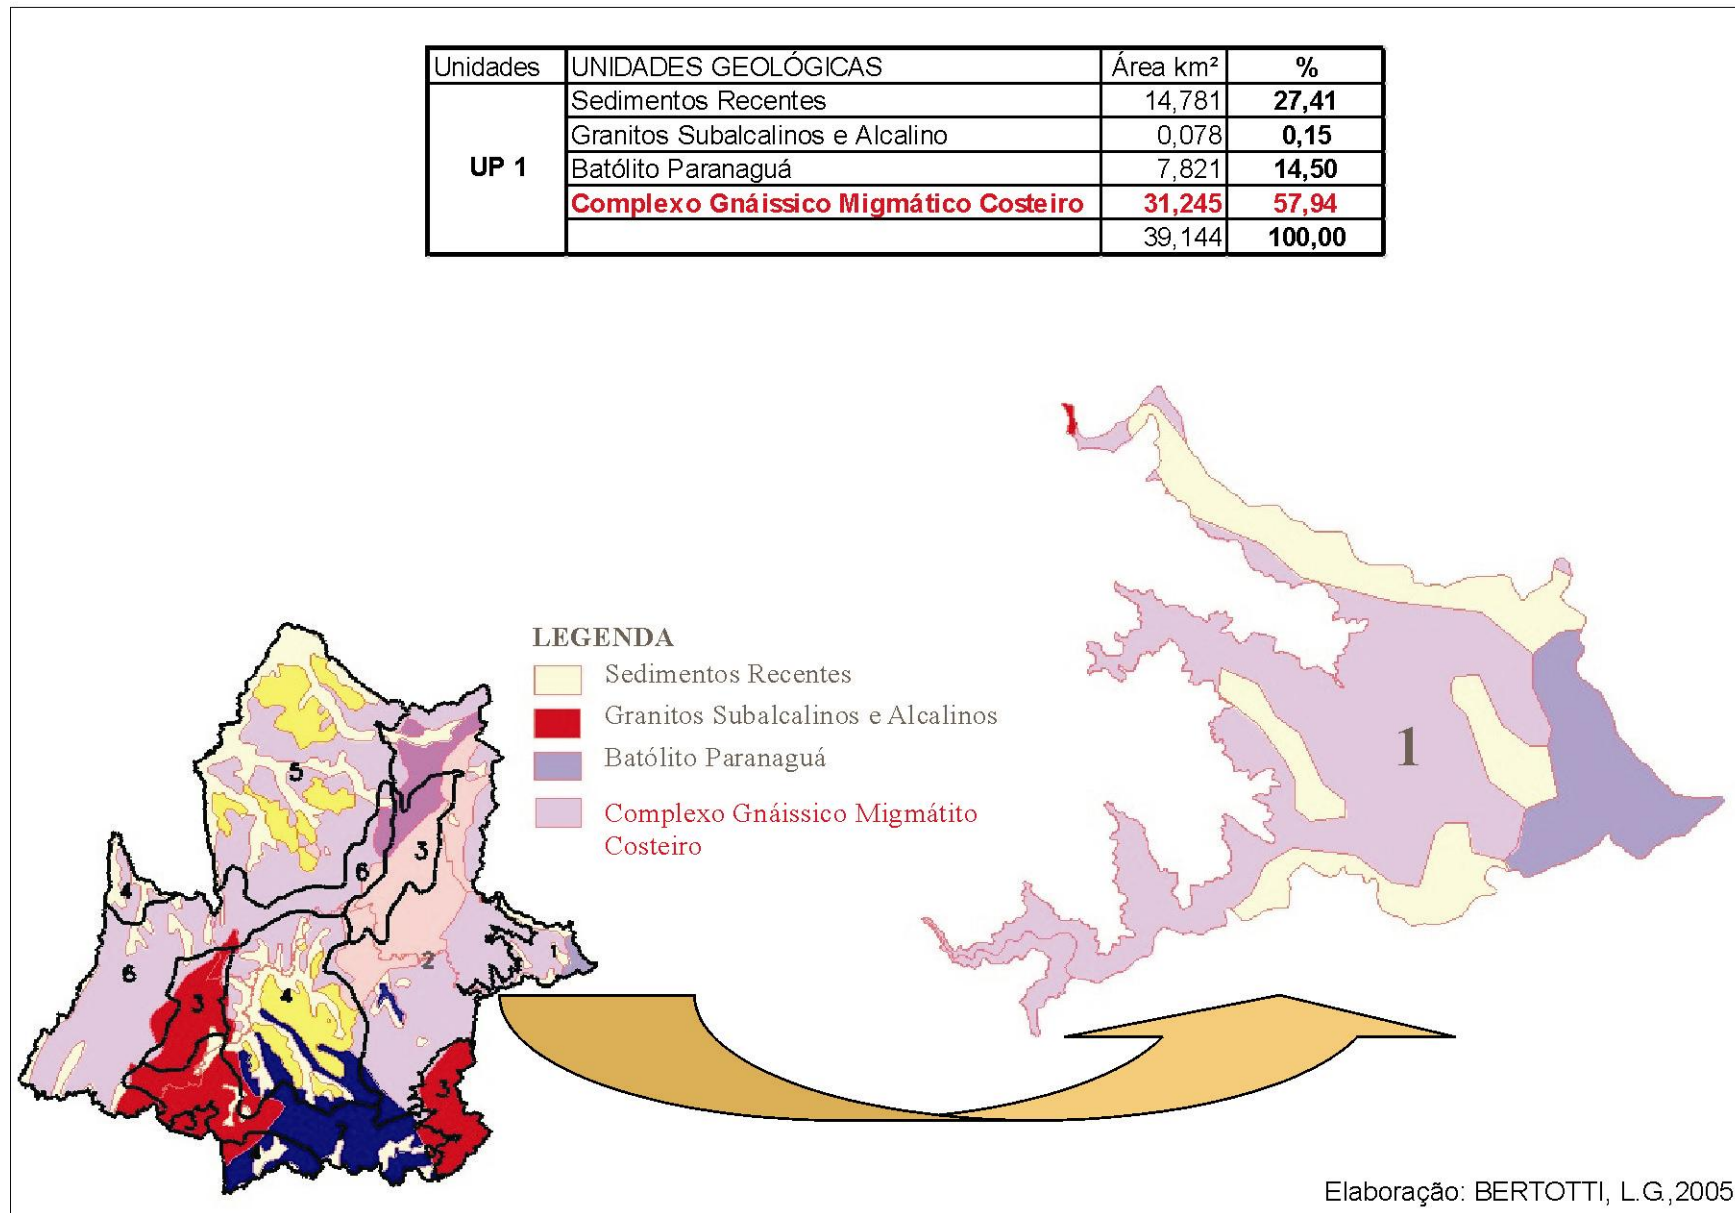 Unidades UNIDADES GEOLÓGICAS Área km² %
Sedimentos Recentes 14,781 27,41
Granitos Subalcalinos e Alcalino 0,078 0,15
UP 1 Batólito Paranaguá 7,821 14,50
Complexo Gnáissico Migmático Costeiro 31,245 57,94
39,144 100,00
LEGENDA
Sedimentos Recentes
Granitos Subalcalinos e Alcalinos
Batólito Paranaguá
Complexo Gnáissico Migmátito
Costeiro
1
5
3
6
4
6
2
1
3
4
3
Elaboração: BERTOTTI, L.G.,2005